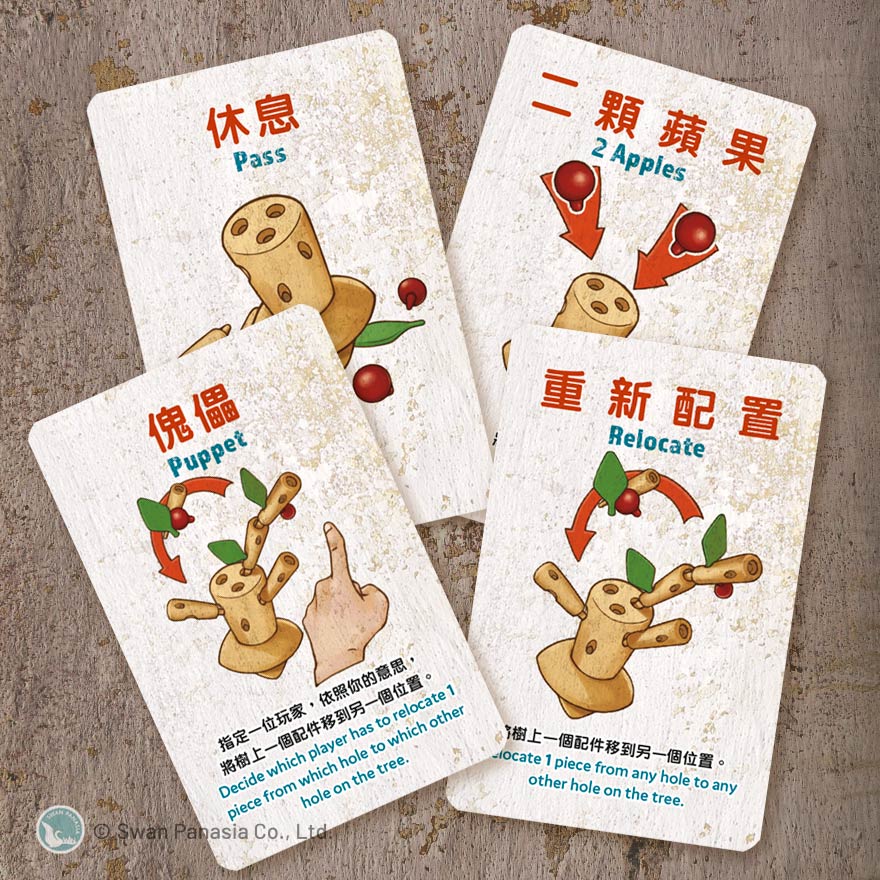 休息
Pass
二顆蘋果
2 Apples
傀儡
Puppet
指定一位玩家，依照你的意思，
將樹上一個配件移到另一個位置。
Decide which player has to relocate 1
piece from which hole to which other
hole on the tree.
重新配置
Relocate
將樹上一個配件移到另一個位置。
Relocate 1 piece from any hole to any
other hole on the tree.
SWAN PANASIA
© Swan Panasia Co., Ltd.